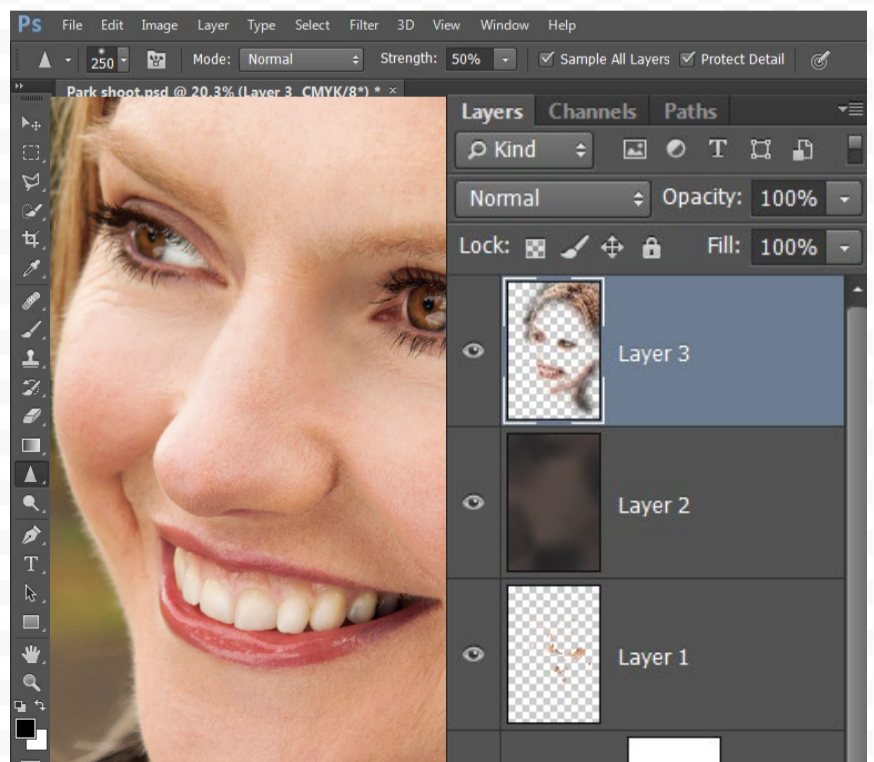 Ps File Edit Image Layer Type Select Filter 3D View Window Help
250 Mode: Normal Strength: 50% Sample All Layers Protect Detail
Park shoot.psd @ 20.3% (Layer 3, CMYK/8*) * ×
Layers Channels Paths
Kind T
Normal Opacity: 100%
Lock: Fill: 100%
Layer 3
Layer 2
Layer 1
T